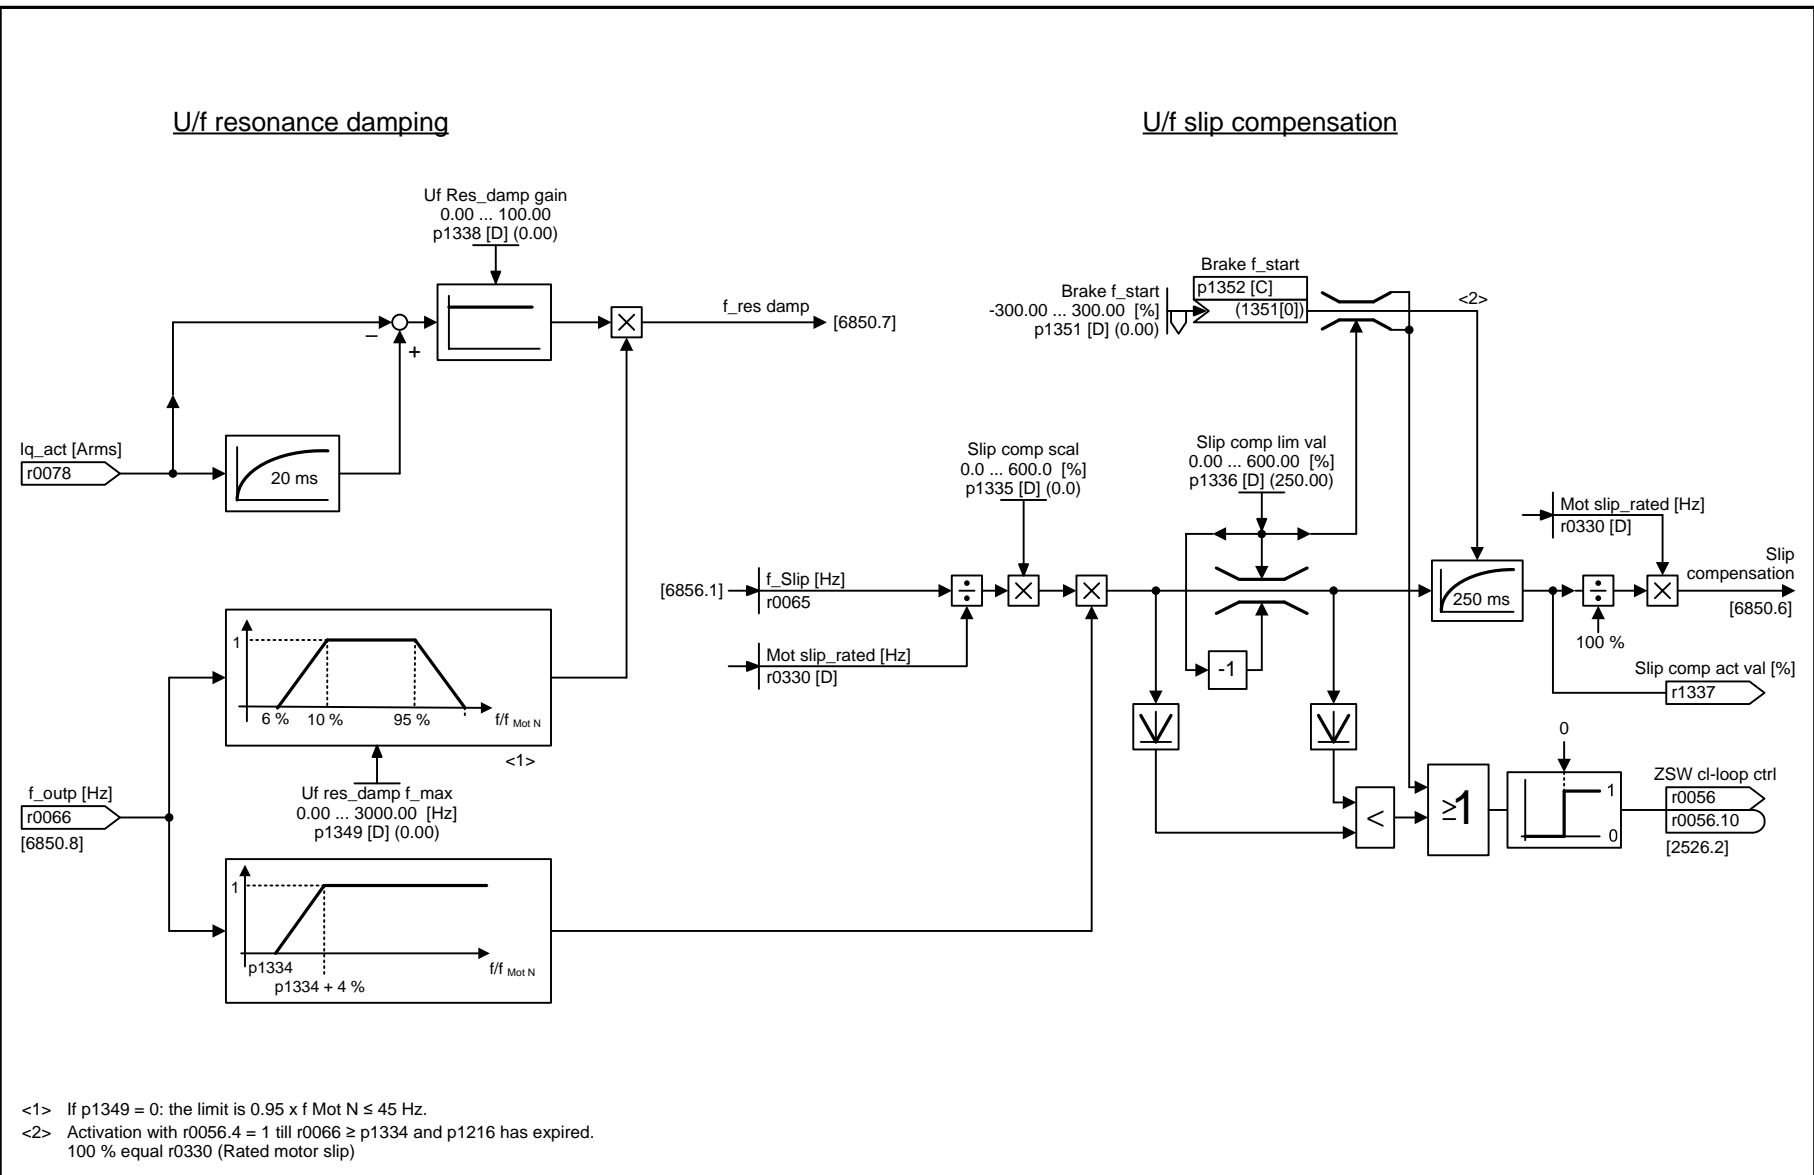 U/f resonance damping
U/f slip compensation
Uf Res_damp gain
0.00 ... 100.00
p1338 [D] (0.00)
f_res damp
[6850.7]
–
+
Iq_act [Arms]
r0078
20 ms
1
6 %
10 %
95 %
f/f Mot N
<1>
Uf res_damp f_max
0.00 ... 3000.00 [Hz]
p1349 [D] (0.00)
f_outp [Hz]
r0066
[6850.8]
1
p1334
p1334 + 4 %
f/f Mot N
Brake f_start
-300.00 ... 300.00 [%]
p1351 [D] (0.00)
Brake f_start
p1352 [C]
(1351[0])
<2>
Slip comp scal
0.0 ... 600.0 [%]
p1335 [D] (0.0)
Slip comp lim val
0.00 ... 600.00 [%]
p1336 [D] (250.00)
[6856.1]
f_Slip [Hz]
r0065
÷
×
×
Mot slip_rated [Hz]
r0330 [D]
-1
250 ms
÷
100 %
×
Mot slip_rated [Hz]
r0330 [D]
Slip
compensation
[6850.6]
Slip comp act val [%]
r1337
<
≥1
0
1
0
ZSW cl-loop ctrl
r0056
r0056.10
[2526.2]
<1> If p1349 = 0: the limit is 0.95 x f Mot N ≤ 45 Hz.
<2> Activation with r0056.4 = 1 till r0066 ≥ p1334 and p1216 has expired.
100 % equal r0330 (Rated motor slip)